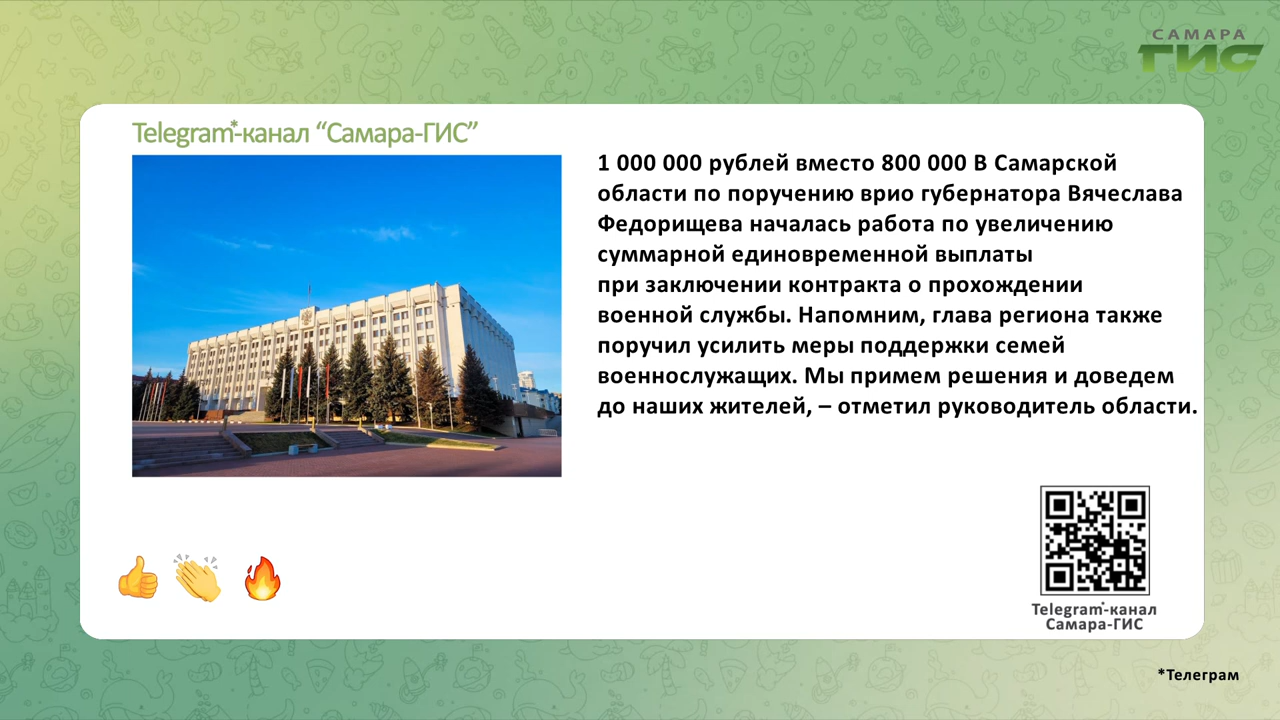 САМАРА
ГИС
Telegram*-канал “Самара-ГИС”
1 000 000 рублей вместо 800 000 В Самарской
области по поручению врио губернатора Вячеслава
Федорищева началась работа по увеличению
суммарной единовременной выплаты
при заключении контракта о прохождении
военной службы. Напомним, глава региона также
поручил усилить меры поддержки семей
военнослужащих. Мы примем решения и доведем
до наших жителей, – отметил руководитель области.
Telegram*-канал
Самара-ГИС
*Телеграм